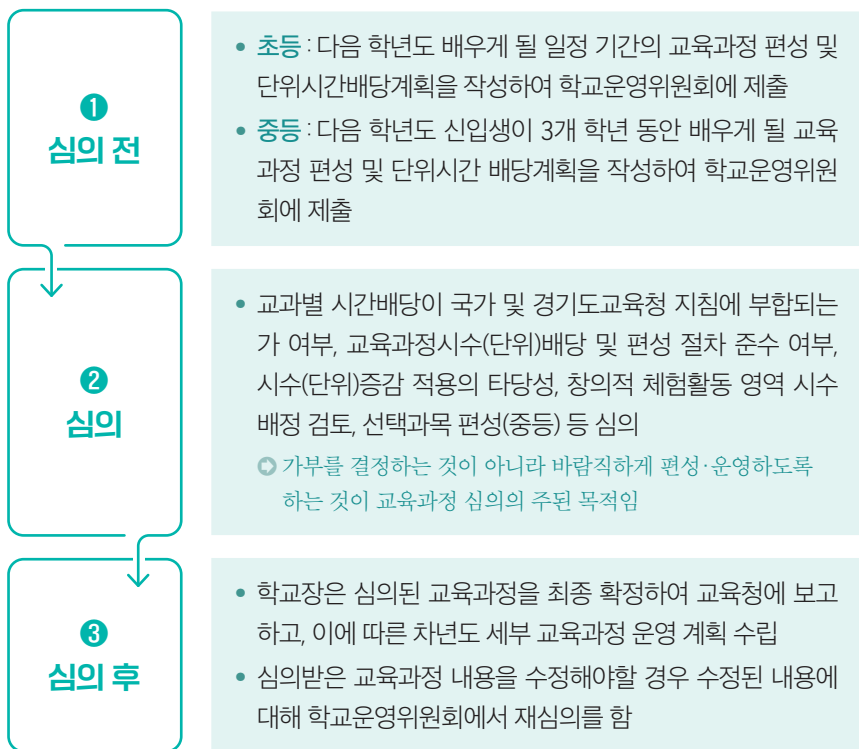 ❶
심의 전
• 초등 : 다음 학년도 배우게 될 일정 기간의 교육과정 편성 및
단위시간배당계획을 작성하여 학교운영위원회에 제출
• 중등 : 다음 학년도 신입생이 3개 학년 동안 배우게 될 교육
과정 편성 및 단위시간 배당계획을 작성하여 학교운영위원
회에 제출
❷
심의
• 교과별 시간배당이 국가 및 경기도교육청 지침에 부합되는
가 여부, 교육과정시수(단위)배당 및 편성 절차 준수 여부,
시수(단위)증감 적용의 타당성, 창의적 체험활동 영역 시수
배정 검토, 선택과목 편성(중등) 등 심의
➲ 가부를 결정하는 것이 아니라 바람직하게 편성·운영하도록
하는 것이 교육과정 심의의 주된 목적임
❸
심의 후
• 학교장은 심의된 교육과정을 최종 확정하여 교육청에 보고
하고, 이에 따른 차년도 세부 교육과정 운영 계획 수립
• 심의받은 교육과정 내용을 수정해야할 경우 수정된 내용에
대해 학교운영위원회에서 재심의를 함